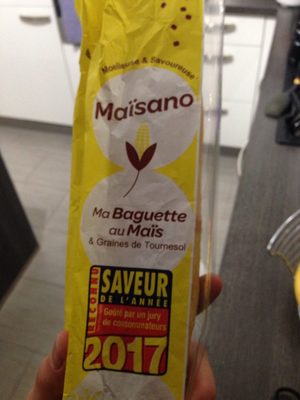 Moelleuse & Savoureuse
Maïsano
Ma Baguette
au Maïs
& Graines de Tournesol
RECONNU
SAVEUR
DE L'ANNÉE
Goûté par un jury
de consommateurs
2017